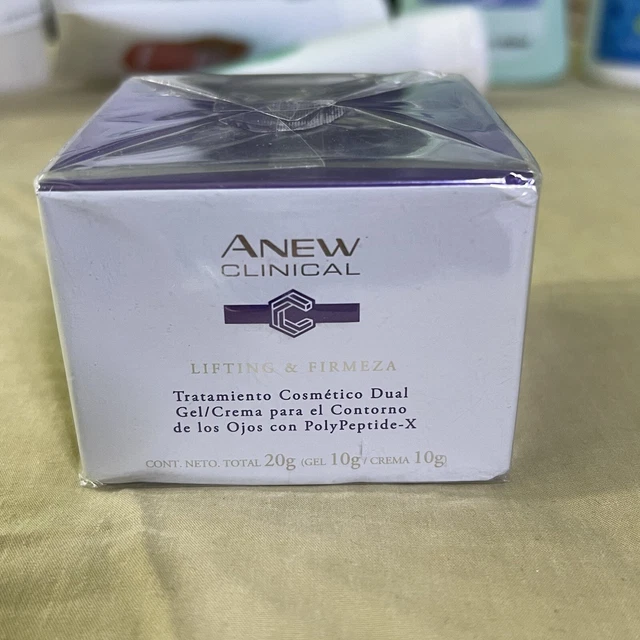 ANEW
CLINICAL
LIFTING & FIRMEZA
Tratamiento Cosmético Dual
Gel/Crema para el Contorno
de los Ojos con PolyPeptide-X
CONT. NETO. TOTAL 20g (GEL 10g / CREMA 10g)